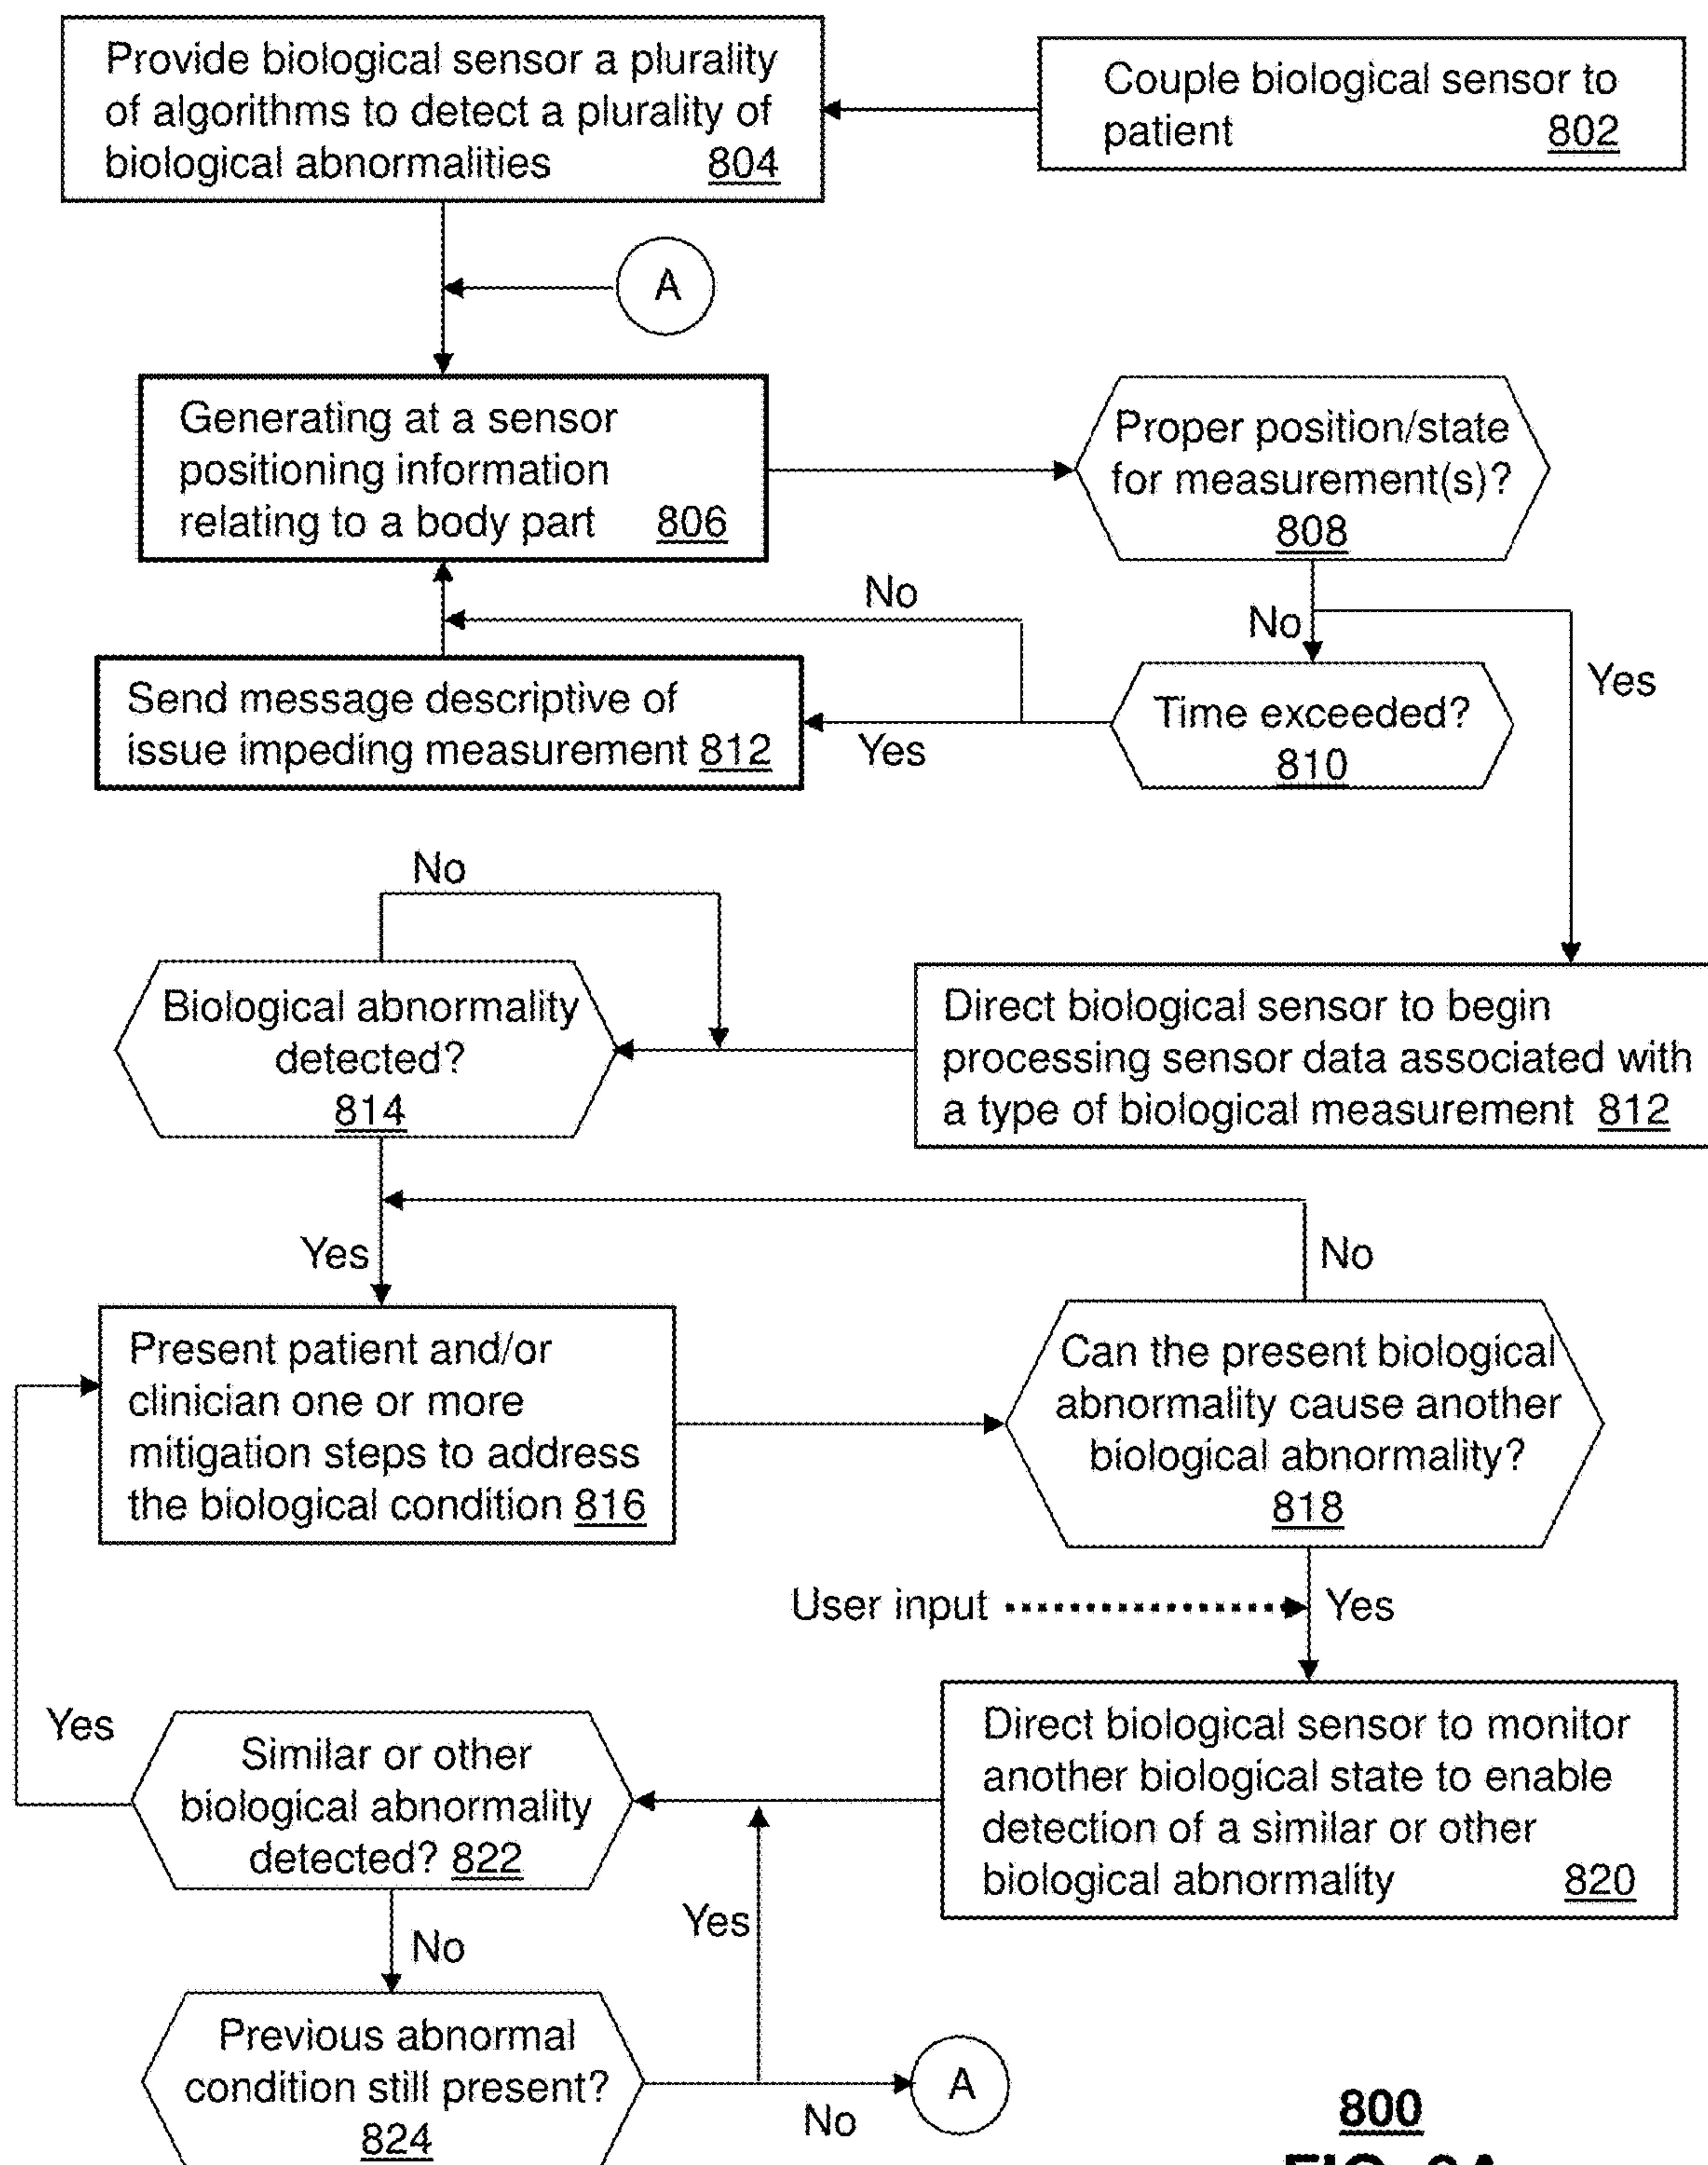 Provide biological sensor a plurality
of algorithms to detect a plurality of
biological abnormalities 804
Couple biological sensor to
patient 802
A
Generating at a sensor
positioning information
relating to a body part 806
Proper position/state
for measurement(s)?
808
No
No
Yes
Send message descriptive of
issue impeding measurement 812
Yes
Time exceeded?
810
No
Biological abnormality
detected?
814
Direct biological sensor to begin
processing sensor data associated with
a type of biological measurement 812
Yes
No
Present patient and/or
clinician one or more
mitigation steps to address
the biological condition 816
Can the present biological
abnormality cause another
biological abnormality?
818
User input
Yes
Yes
Similar or other
biological abnormality
detected? 822
Direct biological sensor to monitor
another biological state to enable
detection of a similar or other
biological abnormality 820
Yes
No
Previous abnormal
condition still present?
824
No
A
800